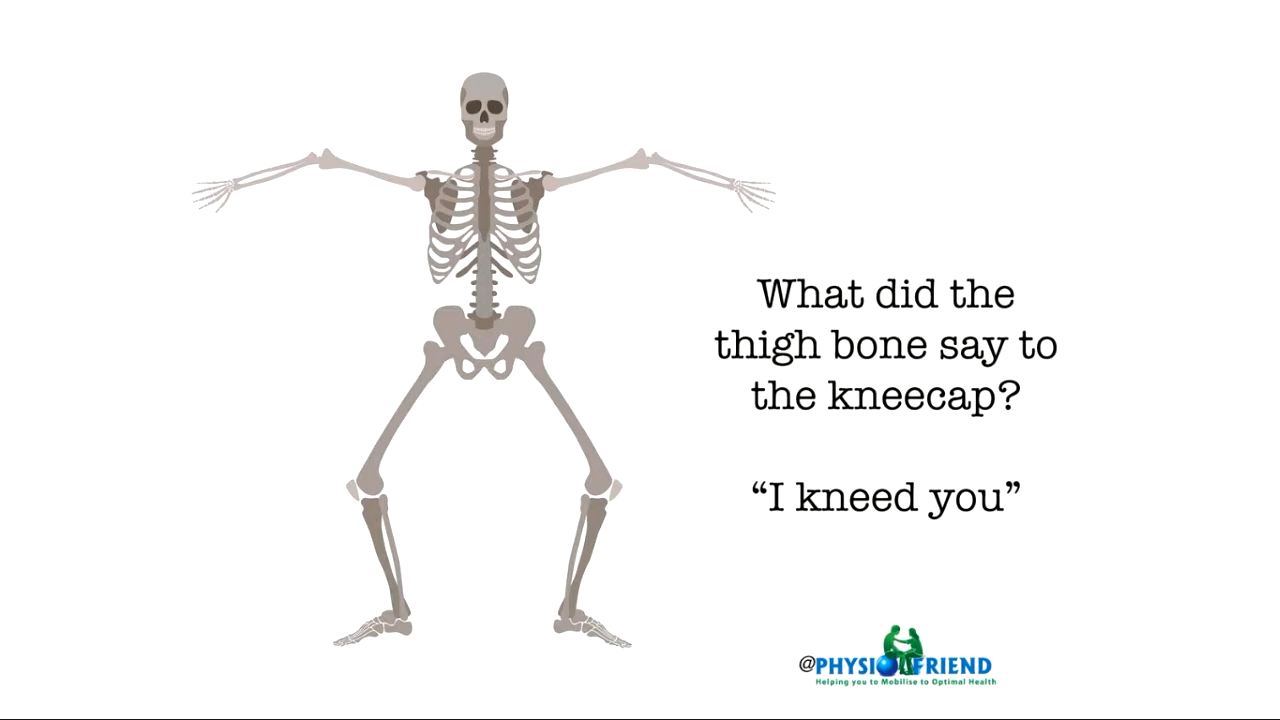 What did the
thigh bone say to
the kneecap?
“I kneed you”
@PHYSIOFRIEND
Helping you to Mobilise to Optimal Health